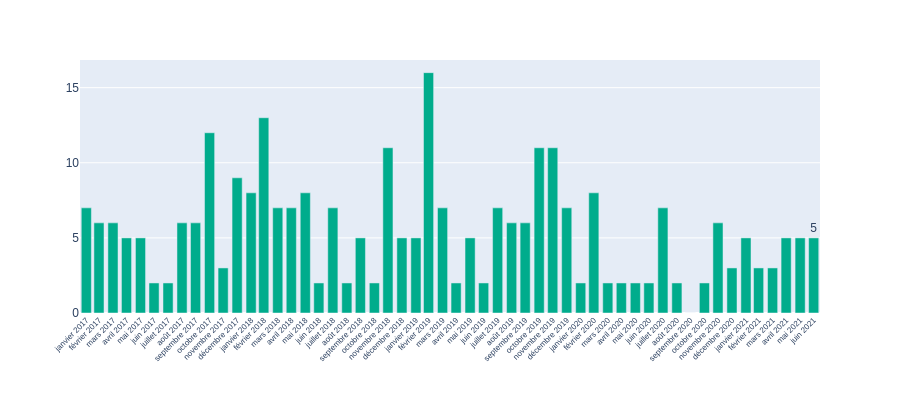 15
10
5
0
5
janvier 2017
février 2017
mars 2017
avril 2017
mai 2017
juin 2017
juillet 2017
août 2017
septembre 2017
octobre 2017
novembre 2017
décembre 2017
janvier 2018
février 2018
mars 2018
avril 2018
mai 2018
juin 2018
juillet 2018
août 2018
septembre 2018
octobre 2018
novembre 2018
décembre 2018
janvier 2019
février 2019
mars 2019
avril 2019
mai 2019
juin 2019
juillet 2019
août 2019
septembre 2019
octobre 2019
novembre 2019
décembre 2019
janvier 2020
février 2020
mars 2020
avril 2020
mai 2020
juin 2020
juillet 2020
août 2020
septembre 2020
octobre 2020
novembre 2020
décembre 2020
janvier 2021
février 2021
mars 2021
avril 2021
mai 2021
juin 2021